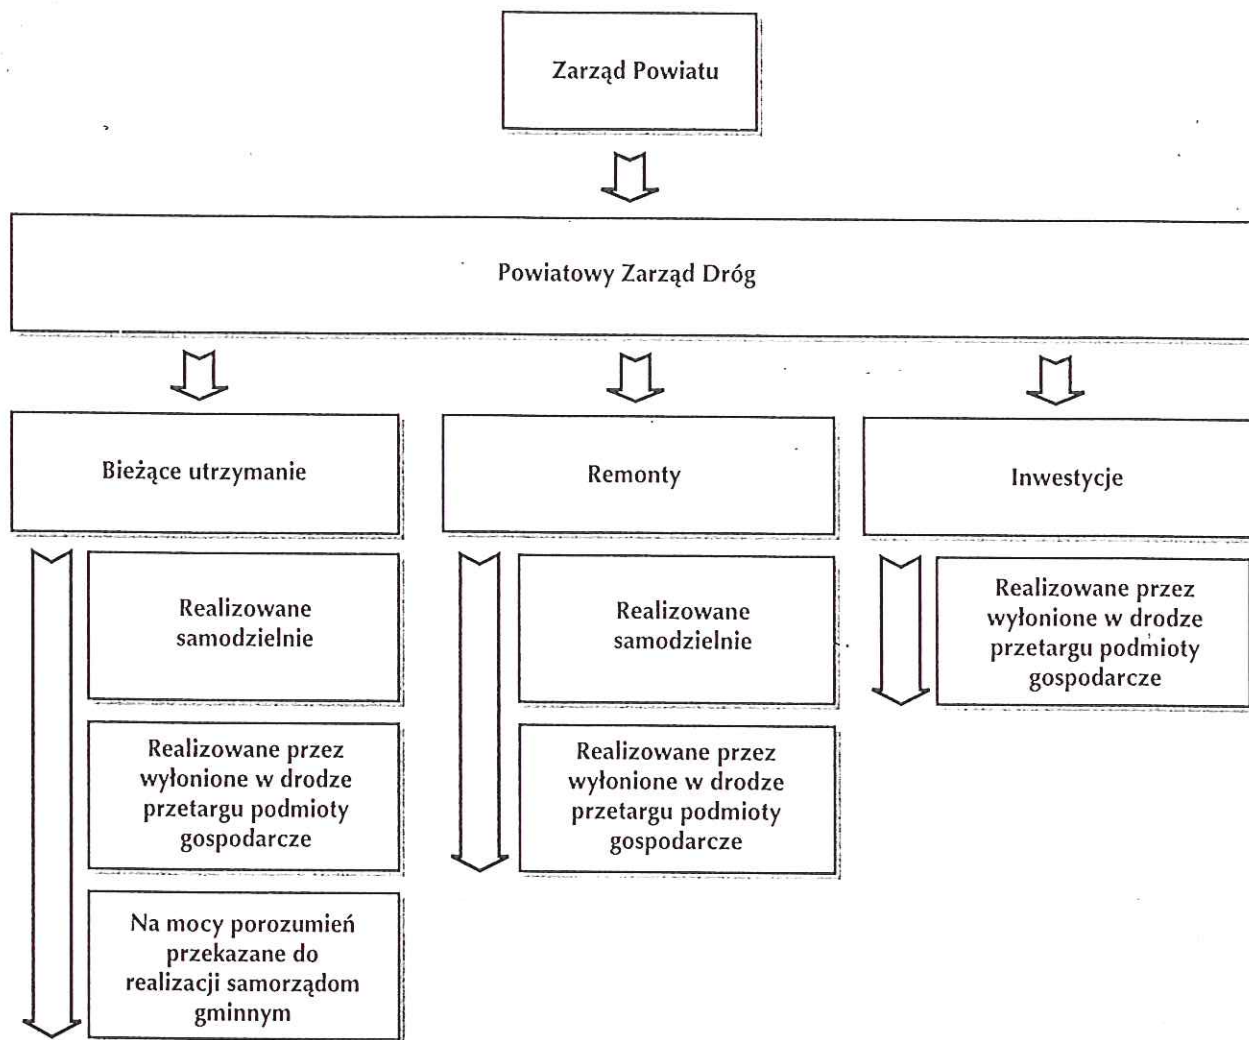 Zarząd Powiatu
Powiatowy Zarząd Dróg
Bieżące utrzymanie
Remonty
Inwestycje
Realizowane
samodzielnie
Realizowane
samodzielnie
Realizowane przez
wyłonione w drodze
przetargu podmioty
gospodarcze
Realizowane przez
wyłonione w drodze
przetargu podmioty
gospodarcze
Realizowane przez
wyłonione w drodze
przetargu podmioty
gospodarcze
Na mocy porozumień
przekazane do
realizacji samorządom
gminnym